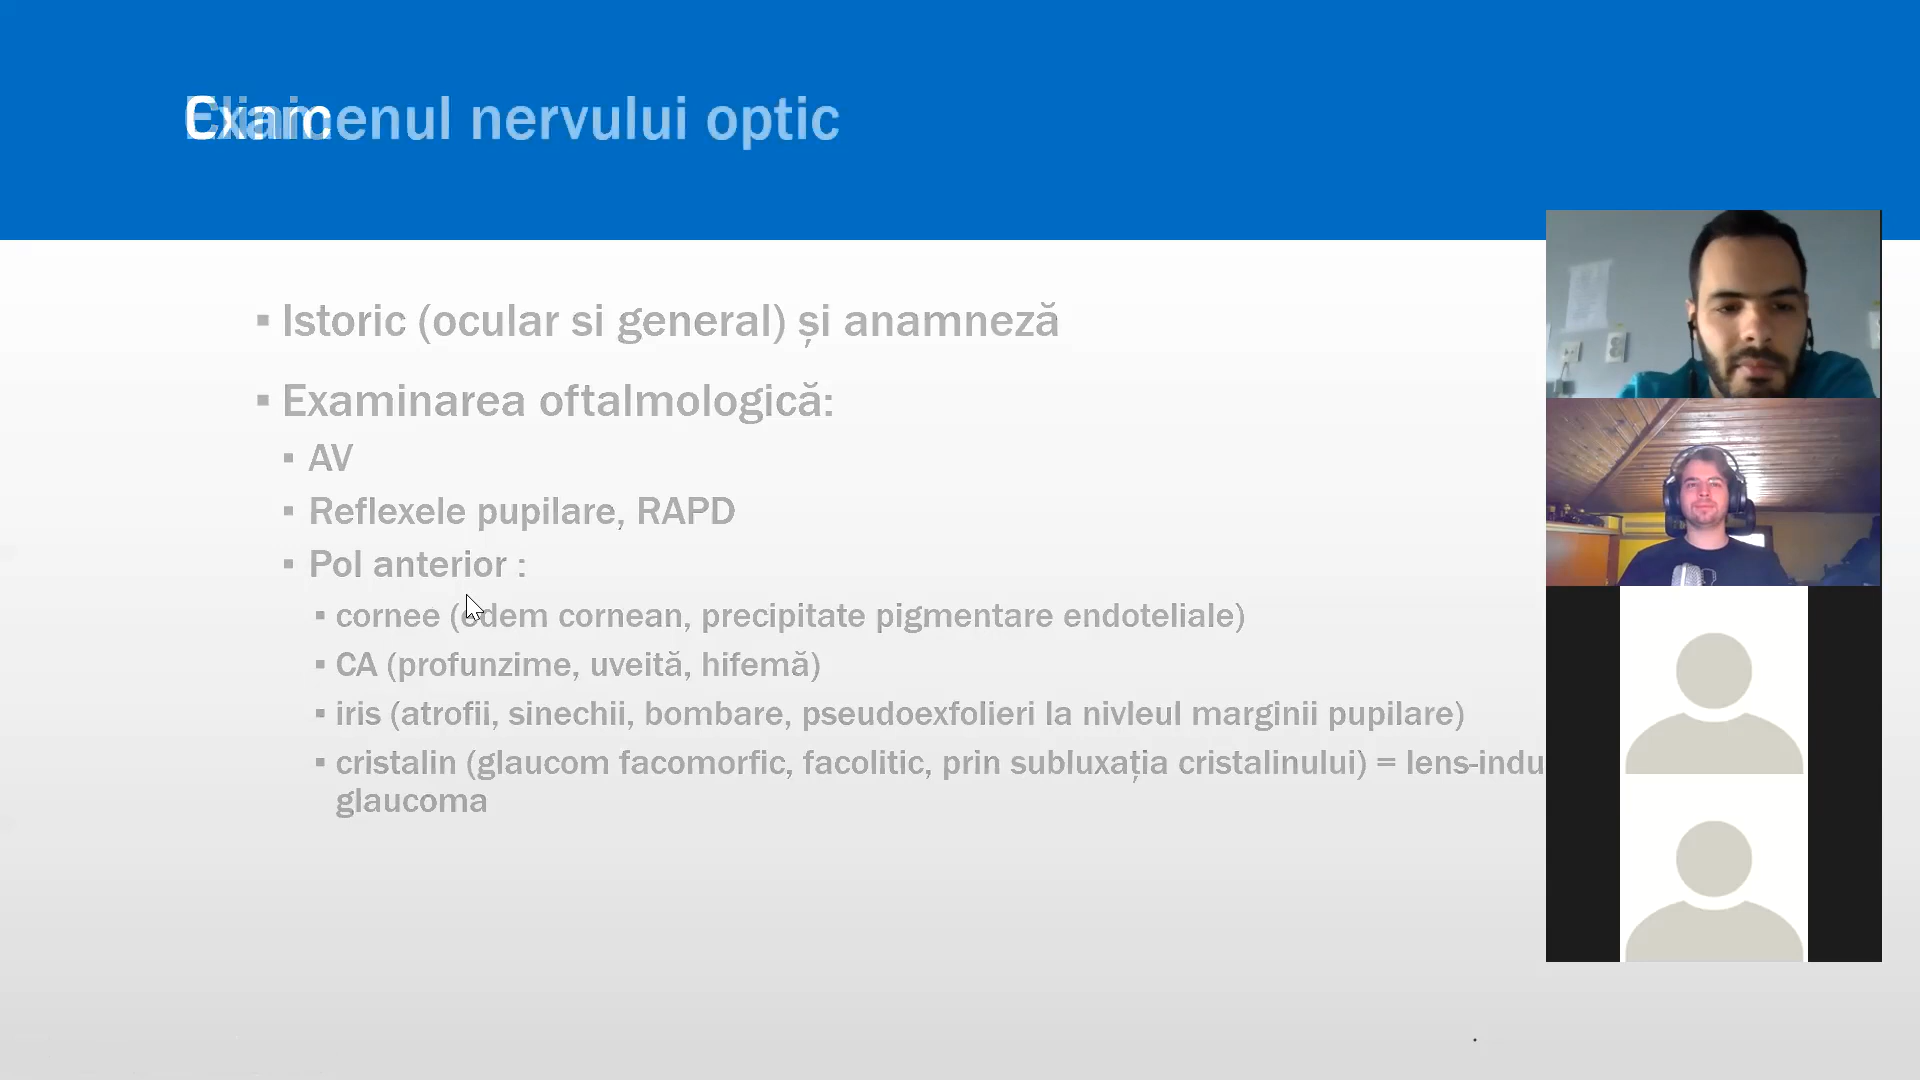 Examenul nervului optic
Clinic
▪ Istoric (ocular si general) și anamneză
▪ Examinarea oftalmologică:
▪ AV
▪ Reflexele pupilare, RAPD
▪ Pol anterior :
▪ cornee (edem cornean, precipitate pigmentare endoteliale)
▪ CA (profunzime, uveită, hifemă)
▪ iris (atrofii, sinechii, bombare, pseudoexfolieri la nivleul marginii pupilare)
▪ cristalin (glaucom facomorfic, facolitic, prin subluxația cristalinului) = lens-indu
glaucoma